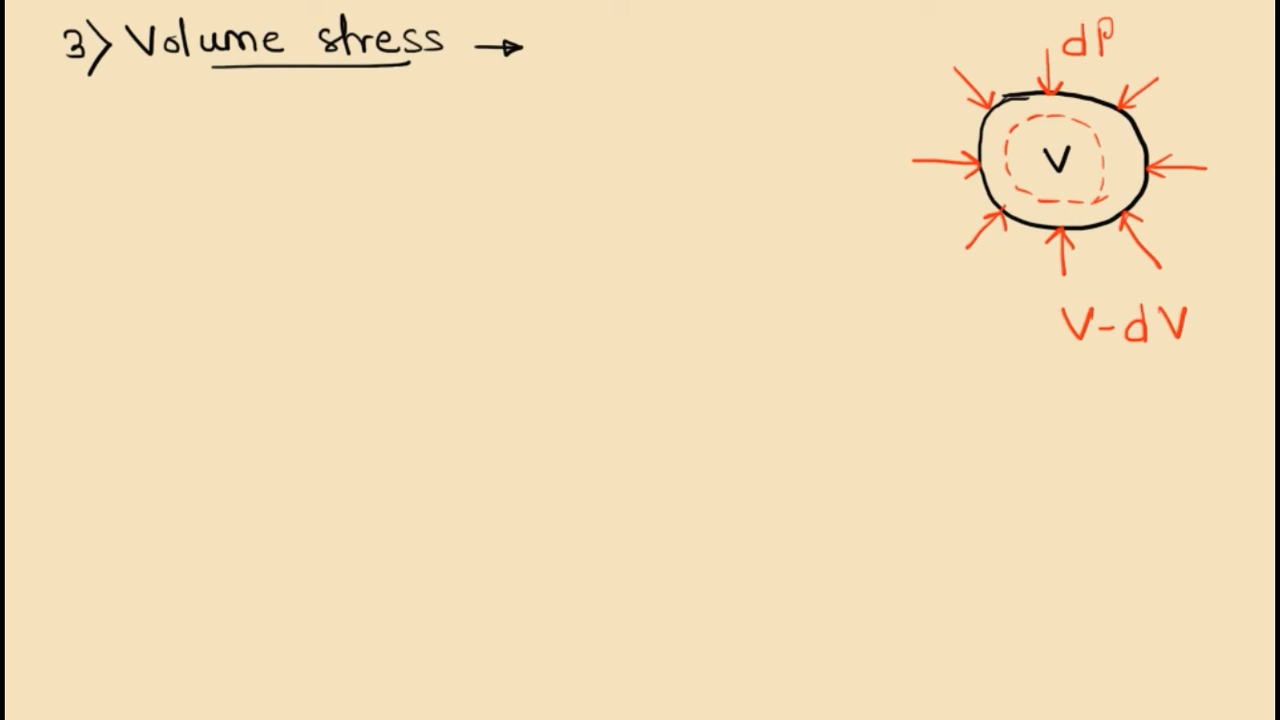 3) Volume stress →
dP
V
V-dV